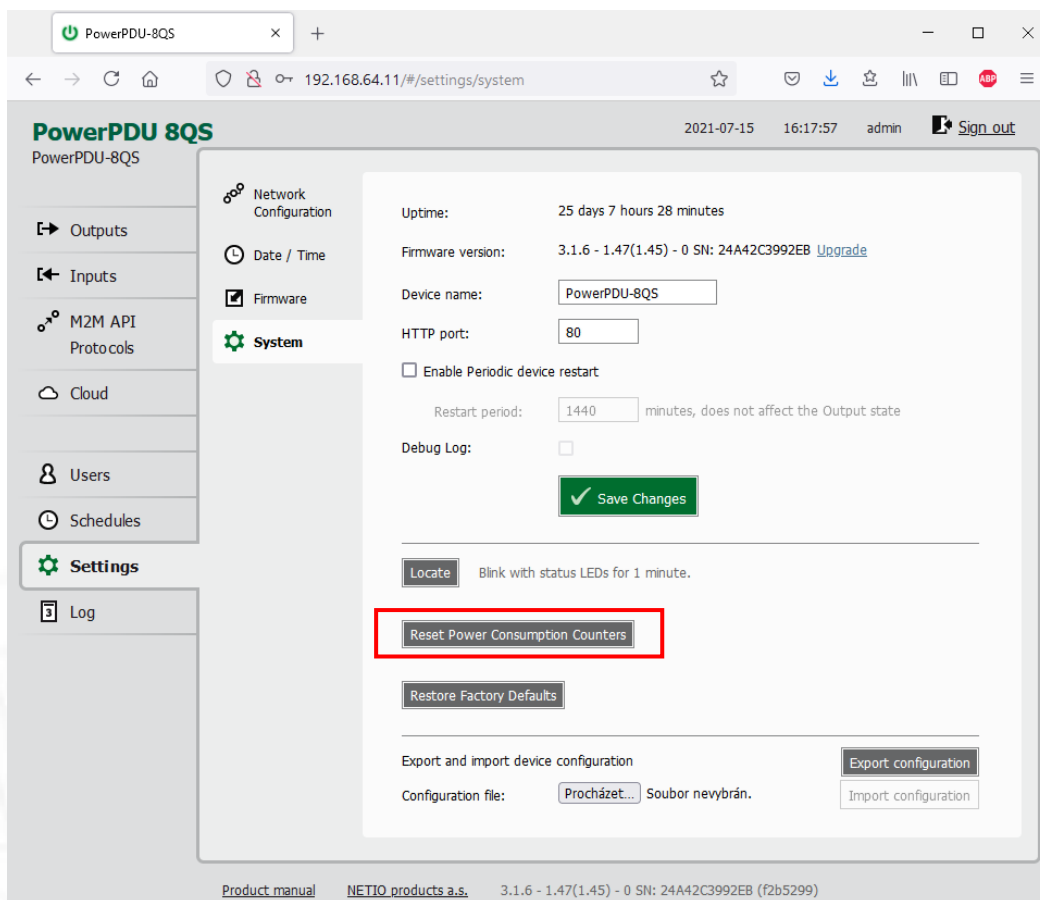 PowerPDU-8QS
192.168.64.11/#/settings/system
ABP
PowerPDU 8QS
PowerPDU-8QS
2021-07-15 16:17:57 admin Sign out
Outputs
Inputs
M2M API
Protocols
Cloud
Users
Schedules
Settings
3 Log
Network
Configuration
Date / Time
Firmware
System
Uptime: 25 days 7 hours 28 minutes
Firmware version: 3.1.6 - 1.47(1.45) - 0 SN: 24A42C3992EB Upgrade
Device name: PowerPDU-8QS
HTTP port: 80
Enable Periodic device restart
Restart period: 1440 minutes, does not affect the Output state
Debug Log:
Save Changes
Locate Blink with status LEDs for 1 minute.
Reset Power Consumption Counters
Restore Factory Defaults
Export and import device configuration Export configuration
Configuration file: Procházet... Soubor nevybrán. Import configuration
Product manual NETIO products a.s. 3.1.6 - 1.47(1.45) - 0 SN: 24A42C3992EB (f2b5299)